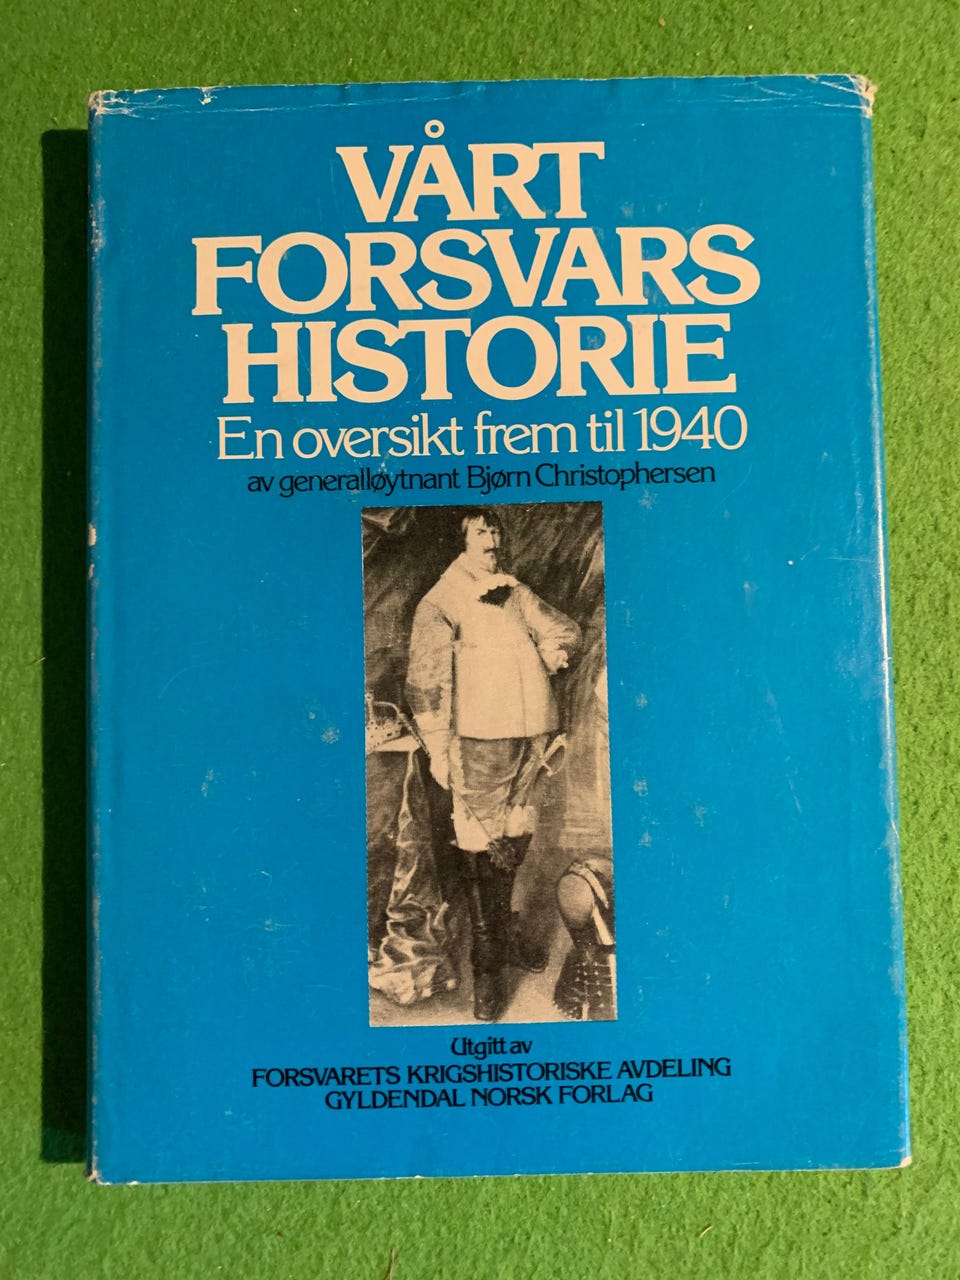 VÅRT
FORSVARS
HISTORIE
En oversikt frem til 1940
av generalløytnant Bjørn Christophersen
Utgitt av
FORSVARETS KRIGSHISTORISKE AVDELING
GYLDENDAL NORSK FORLAG